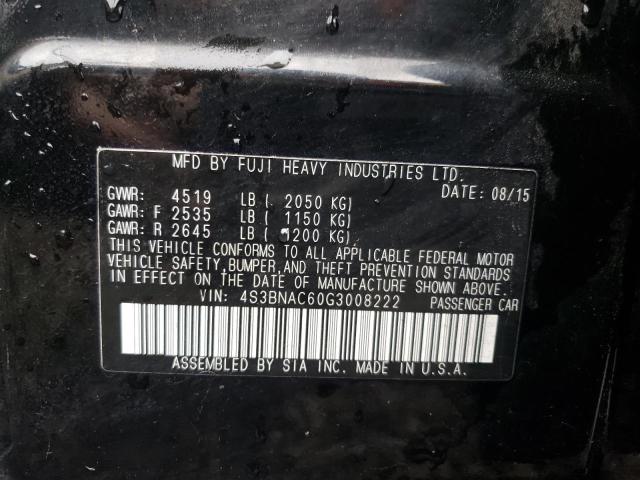 MFD BY FUJI HEAVY INDUSTRIES LTD.
DATE: 08/15
GVWR: 4519 LB ( 2050 KG)
GAWR: F 2535 LB ( 1150 KG)
GAWR: R 2645 LB ( 1200 KG)
THIS VEHICLE CONFORMS TO ALL APPLICABLE FEDERAL MOTOR
VEHICLE SAFETY, BUMPER, AND THEFT PREVENTION STANDARDS
IN EFFECT ON THE DATE OF MANUFACTURE SHOWN ABOVE.
VIN: 4S3BNAC60G3008222 PASSENGER CAR
ASSEMBLED BY SIA INC. MADE IN U.S.A.